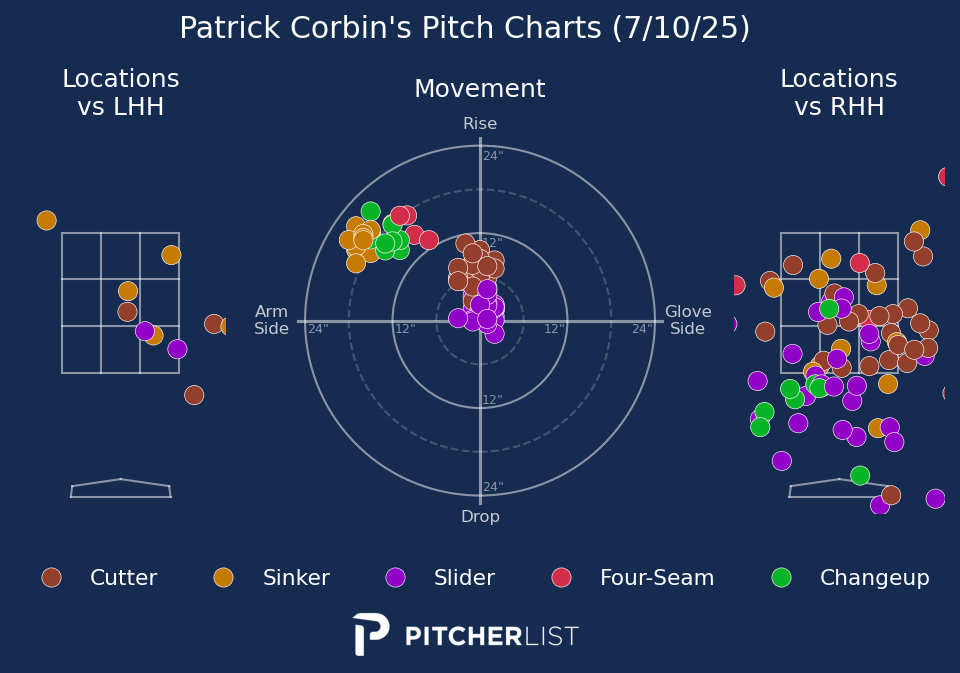 Patrick Corbin's Pitch Charts (7/10/25)
Locations
vs LHH
Movement
Locations
vs RHH
Rise
24"
12"
Arm
Side
24"
12"
12"
24"
Glove
Side
12"
24"
Drop
Cutter
Sinker
Slider
Four-Seam
Changeup
PITCHERLIST